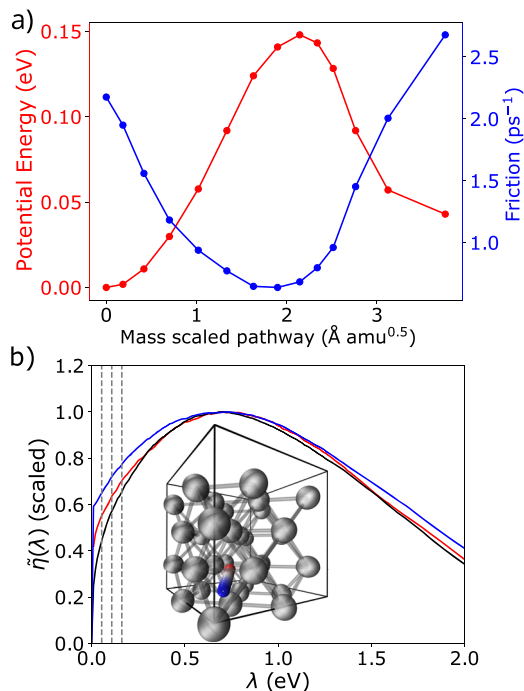 a)
Potential Energy (eV)
0.15
0.10
0.05
0.00
2.5
2.0
1.5
1.0
Friction (ps⁻¹)
0 1 2 3
Mass scaled pathway (Å amu⁰·⁵)
b)
η̃(λ) (scaled)
1.2
1.0
0.8
0.6
0.4
0.2
0.0
0.0 0.5 1.0 1.5 2.0
λ (eV)